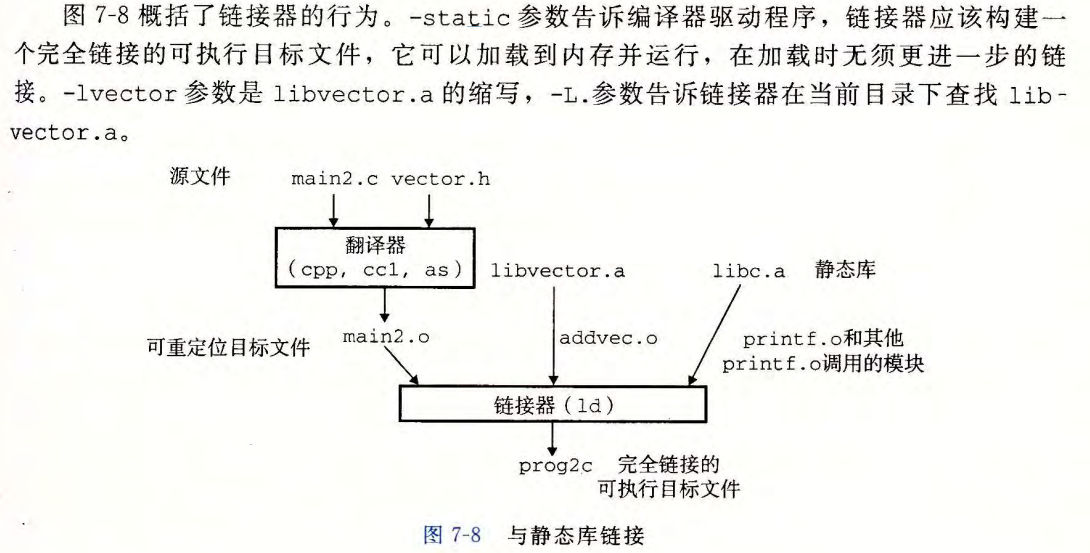 图 7-8 概括了链接器的行为。-static 参数告诉编译器驱动程序，链接器应该构建一
个完全链接的可执行目标文件，它可以加载到内存并运行，在加载时无须更进一步的链
接。-lvector 参数是 libvector.a 的缩写，-L.参数告诉链接器在当前目录下查找 lib-
vector.a。
源文件 main2.c vector.h
翻译器
(cpp, cc1, as) libvector.a libc.a 静态库
可重定位目标文件 main2.o addvec.o printf.o和其他
printf.o调用的模块
链接器（ld）
prog2c 完全链接的
可执行目标文件
图 7-8 与静态库链接